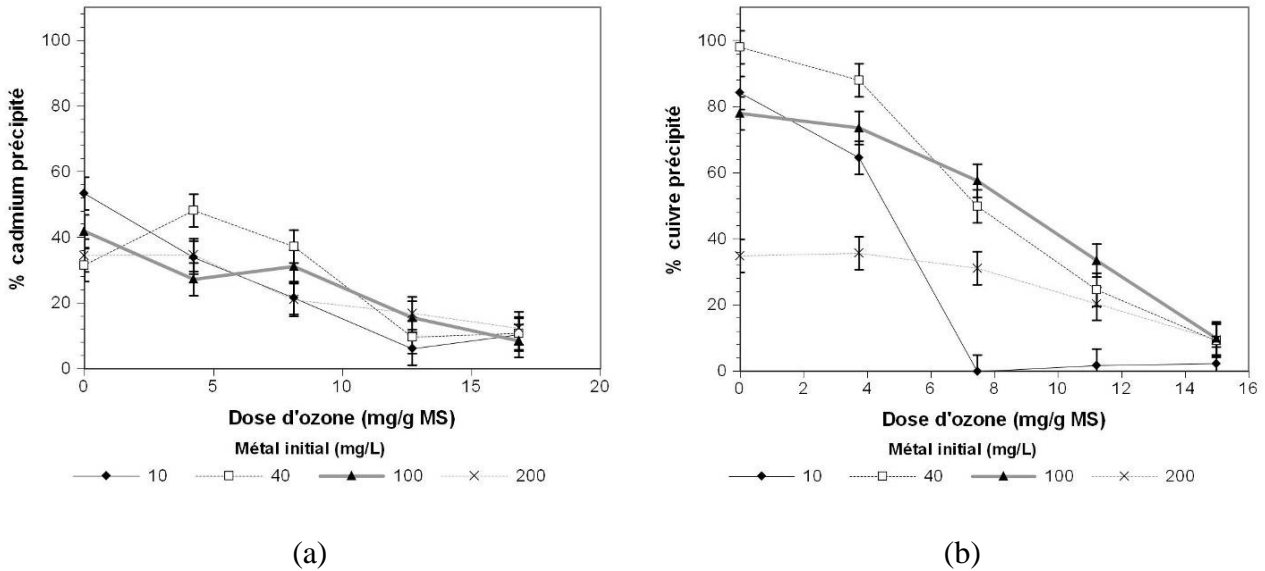 100
80
60
40
20
0
% cadmium précipité
0 5 10 15 20
Dose d'ozone (mg/g MS)
Métal initial (mg/L)
10 40 100 200
(a)
100
80
60
40
20
0
% cuivre précipité
0 2 4 6 8 10 12 14 16
Dose d'ozone (mg/g MS)
Métal initial (mg/L)
10 40 100 200
(b)